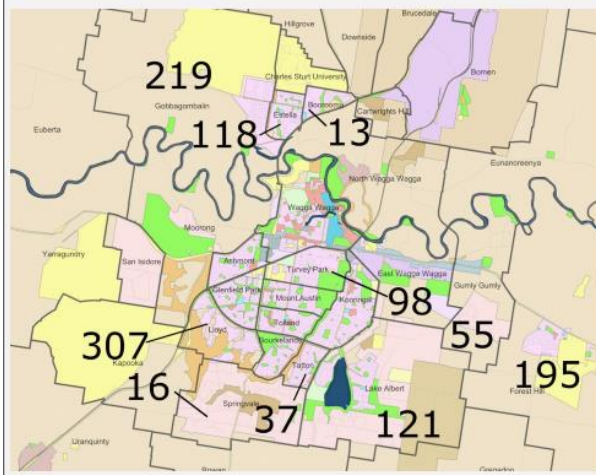 Brucedale
Hillgrove
Downside
219
Charles Sturt University
Bomen
Gobbagombalin
Estella
Boorooma
Cartwrights Hill
118
13
Euberta
Eunanoreenya
North Wagga Wagga
Wagga Wagga
Moorong
Yarragundry
San Isidore
Ashmont
Turvey Park
East Wagga Wagga
Gumly Gumly
Glenfield Park
Mount Austin
Kooringal
98
Lloyd
Tolland
55
307
Kapooka
Bourkelands
195
Tatton
Lake Albert
Forest Hill
16
Springvale
37
121
Uranquinty
Rowan
Gregadoo